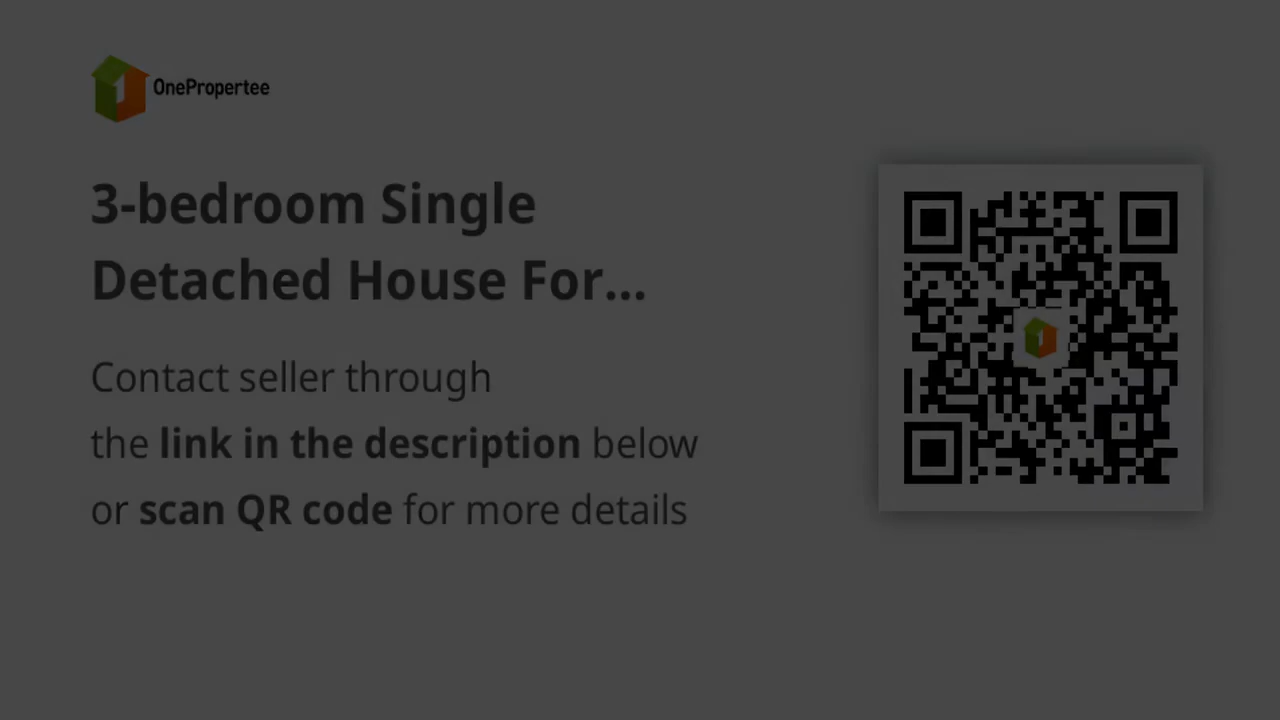 OnePropertee
3-bedroom Single
Detached House For...
Contact seller through
the link in the description below
or scan QR code for more details